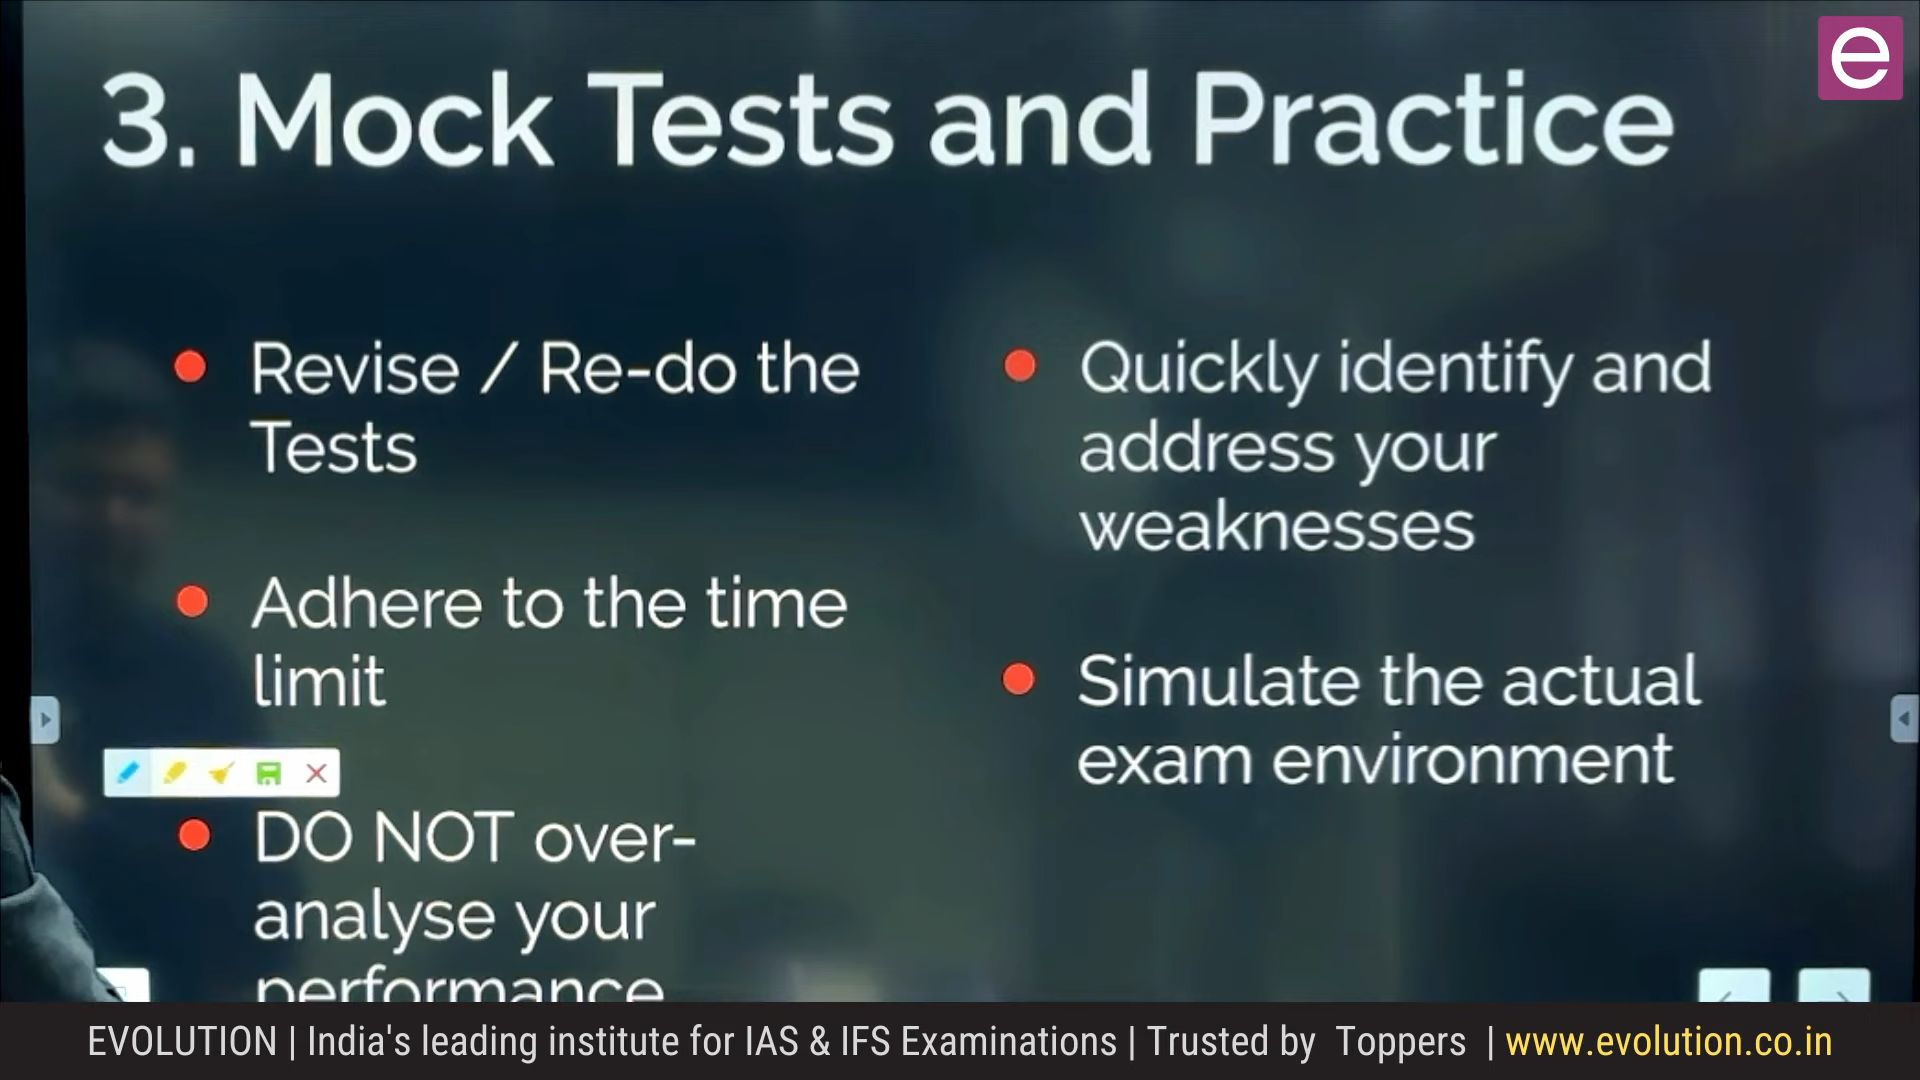 e
3. Mock Tests and Practice
Revise / Re-do the
Tests
Adhere to the time
limit
DO NOT over-
analyse your
performance
Quickly identify and
address your
weaknesses
Simulate the actual
exam environment
EVOLUTION | India's leading institute for IAS & IFS Examinations | Trusted by Toppers | www.evolution.co.in